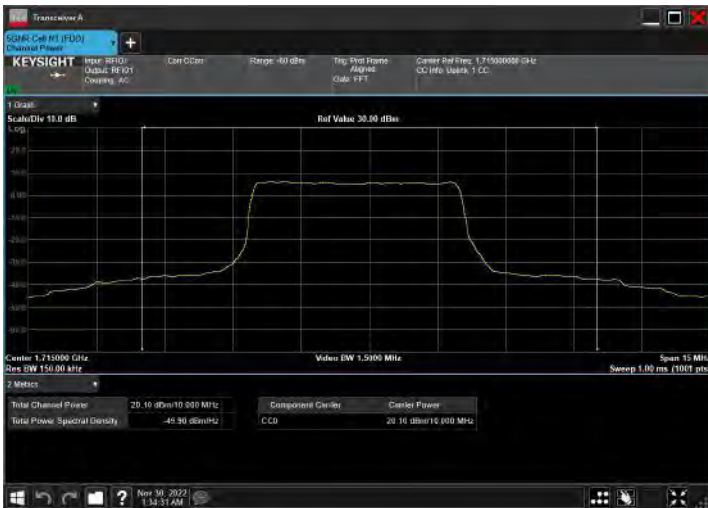 Transceiver A
5GNR Cell N1 (FDD)
Channel Power
+
KEYSIGHT
Input: RFIO1
Output: RFIO1
Coupling: AC
Corr CCorr
Range: -60 dBm
Trig: Prot Frame
Aligned
Gate: FFT
Center Ref Freq: 1.715000000 GHz
CC Info: Uplink, 1 CC
1 Graph
Scale/Div 10.0 dB
Ref Value 30.00 dBm
Log
Center 1.715000 GHz
Video BW 1.5000 MHz
Span 15 MHz
Res BW 150.00 kHz
Sweep 1.00 ms (1001 pts
2 Metrics
Total Channel Power
20.10 dBm/10.000 MHz
Total Power Spectral Density
-49.90 dBm/Hz
Component Carrier
Carrier Power
CC0
20.10 dBm/10.000 MHz
?
Nov 30, 2022
1:34:31 AM